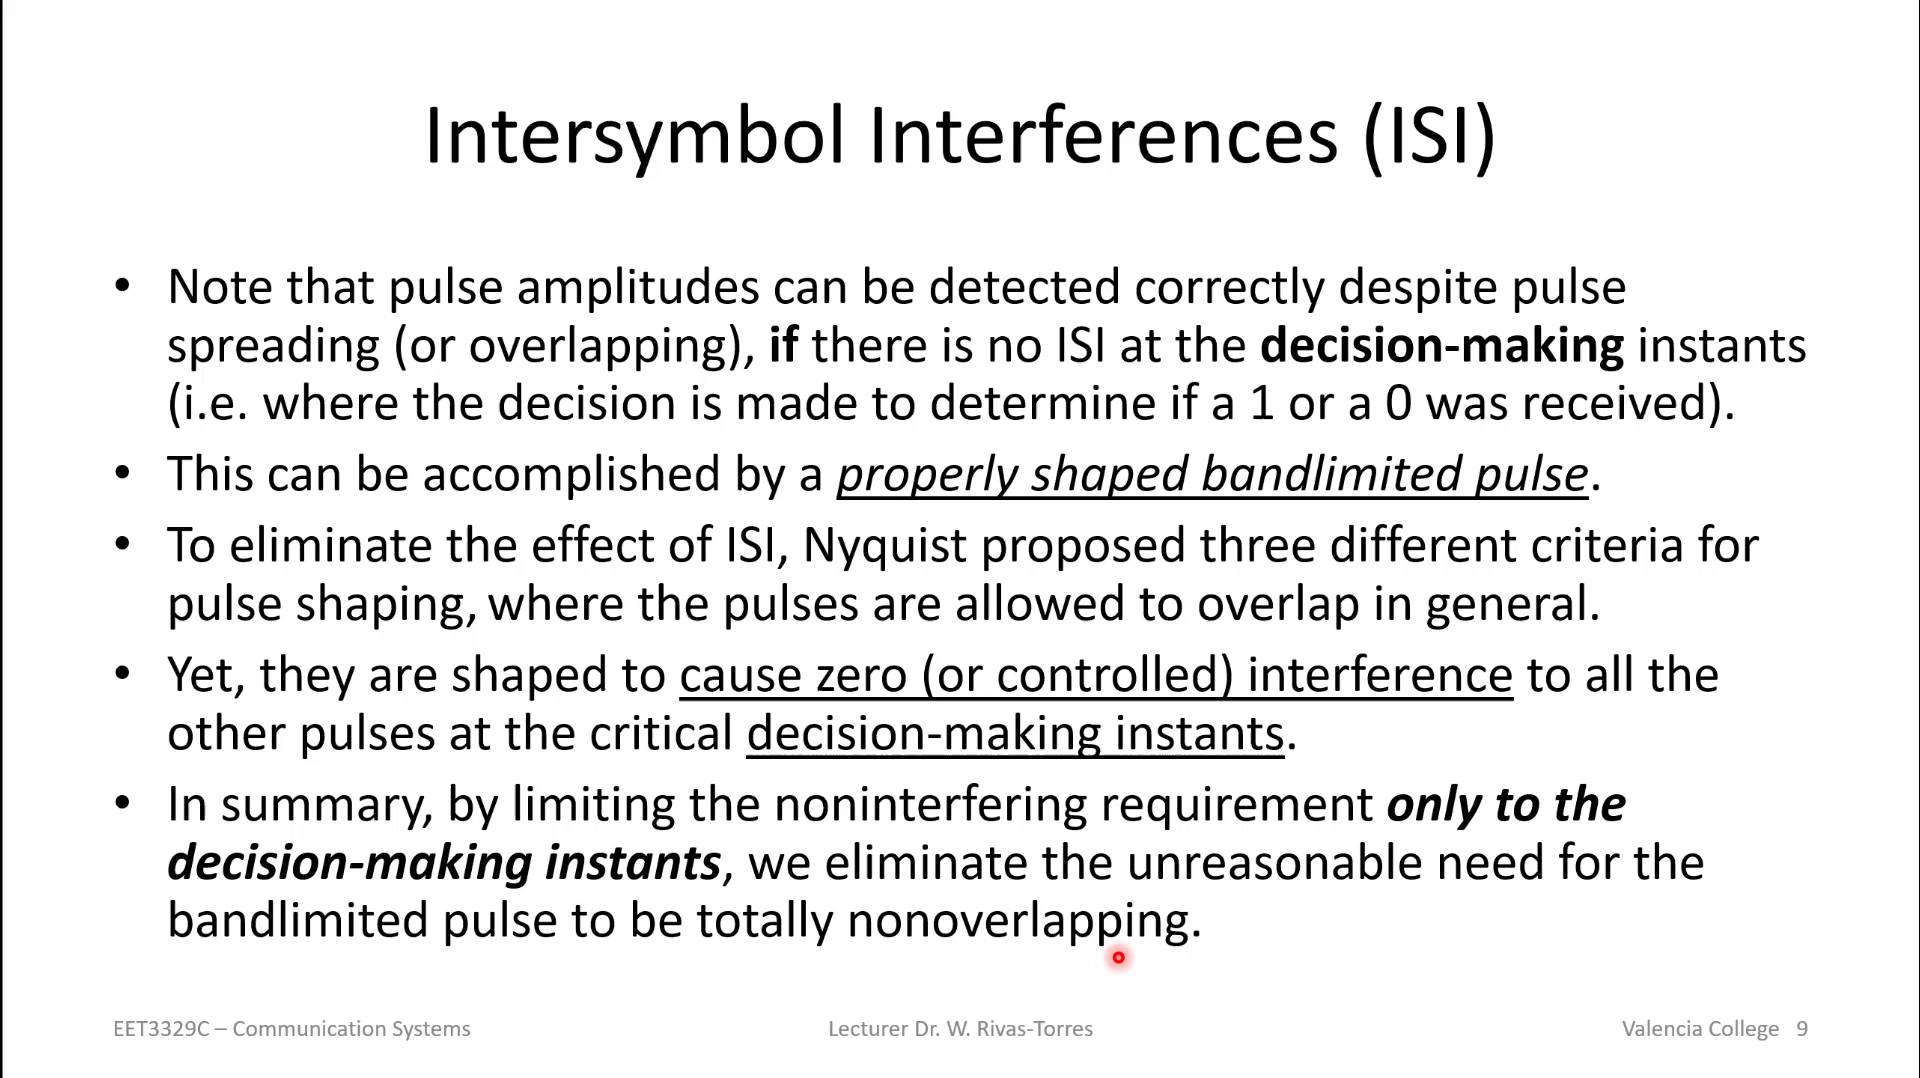 Intersymbol Interferences (ISI)
• Note that pulse amplitudes can be detected correctly despite pulse
spreading (or overlapping), if there is no ISI at the decision-making instants
(i.e. where the decision is made to determine if a 1 or a 0 was received).
• This can be accomplished by a properly shaped bandlimited pulse.
• To eliminate the effect of ISI, Nyquist proposed three different criteria for
pulse shaping, where the pulses are allowed to overlap in general.
• Yet, they are shaped to cause zero (or controlled) interference to all the
other pulses at the critical decision-making instants.
• In summary, by limiting the noninterfering requirement only to the
decision-making instants, we eliminate the unreasonable need for the
bandlimited pulse to be totally nonoverlapping.
EET3329C – Communication Systems
Lecturer Dr. W. Rivas-Torres
Valencia College 9